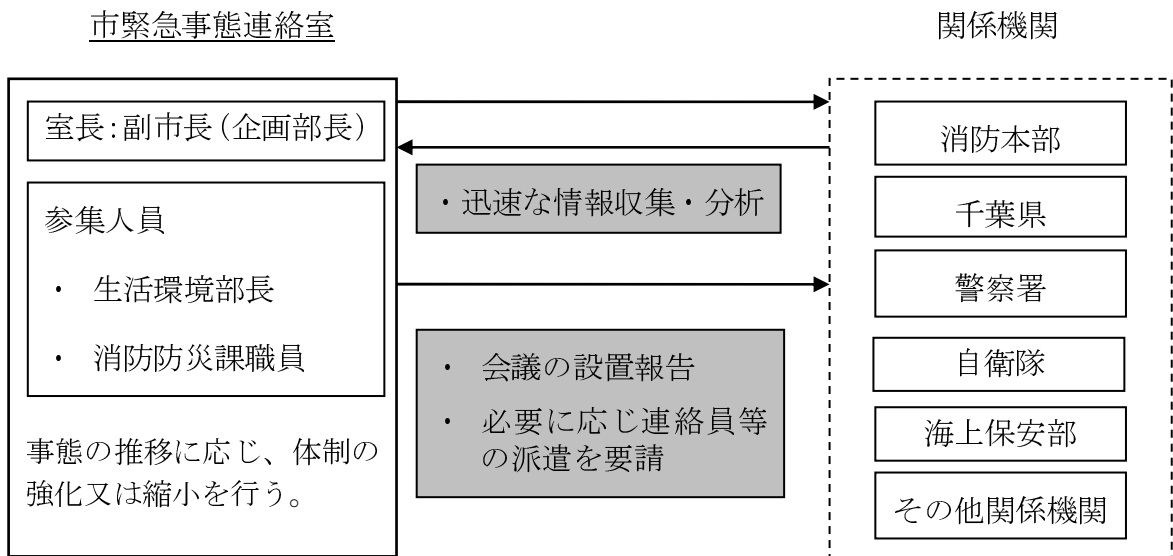 市緊急事態連絡室
関係機関
室長:副市長(企画部長)
参集人員
・ 生活環境部長
・ 消防防災課職員
事態の推移に応じ、体制の
強化又は縮小を行う。
・迅速な情報収集・分析
・ 会議の設置報告
・ 必要に応じ連絡員等
の派遣を要請
消防本部
千葉県
警察署
自衛隊
海上保安部
その他関係機関